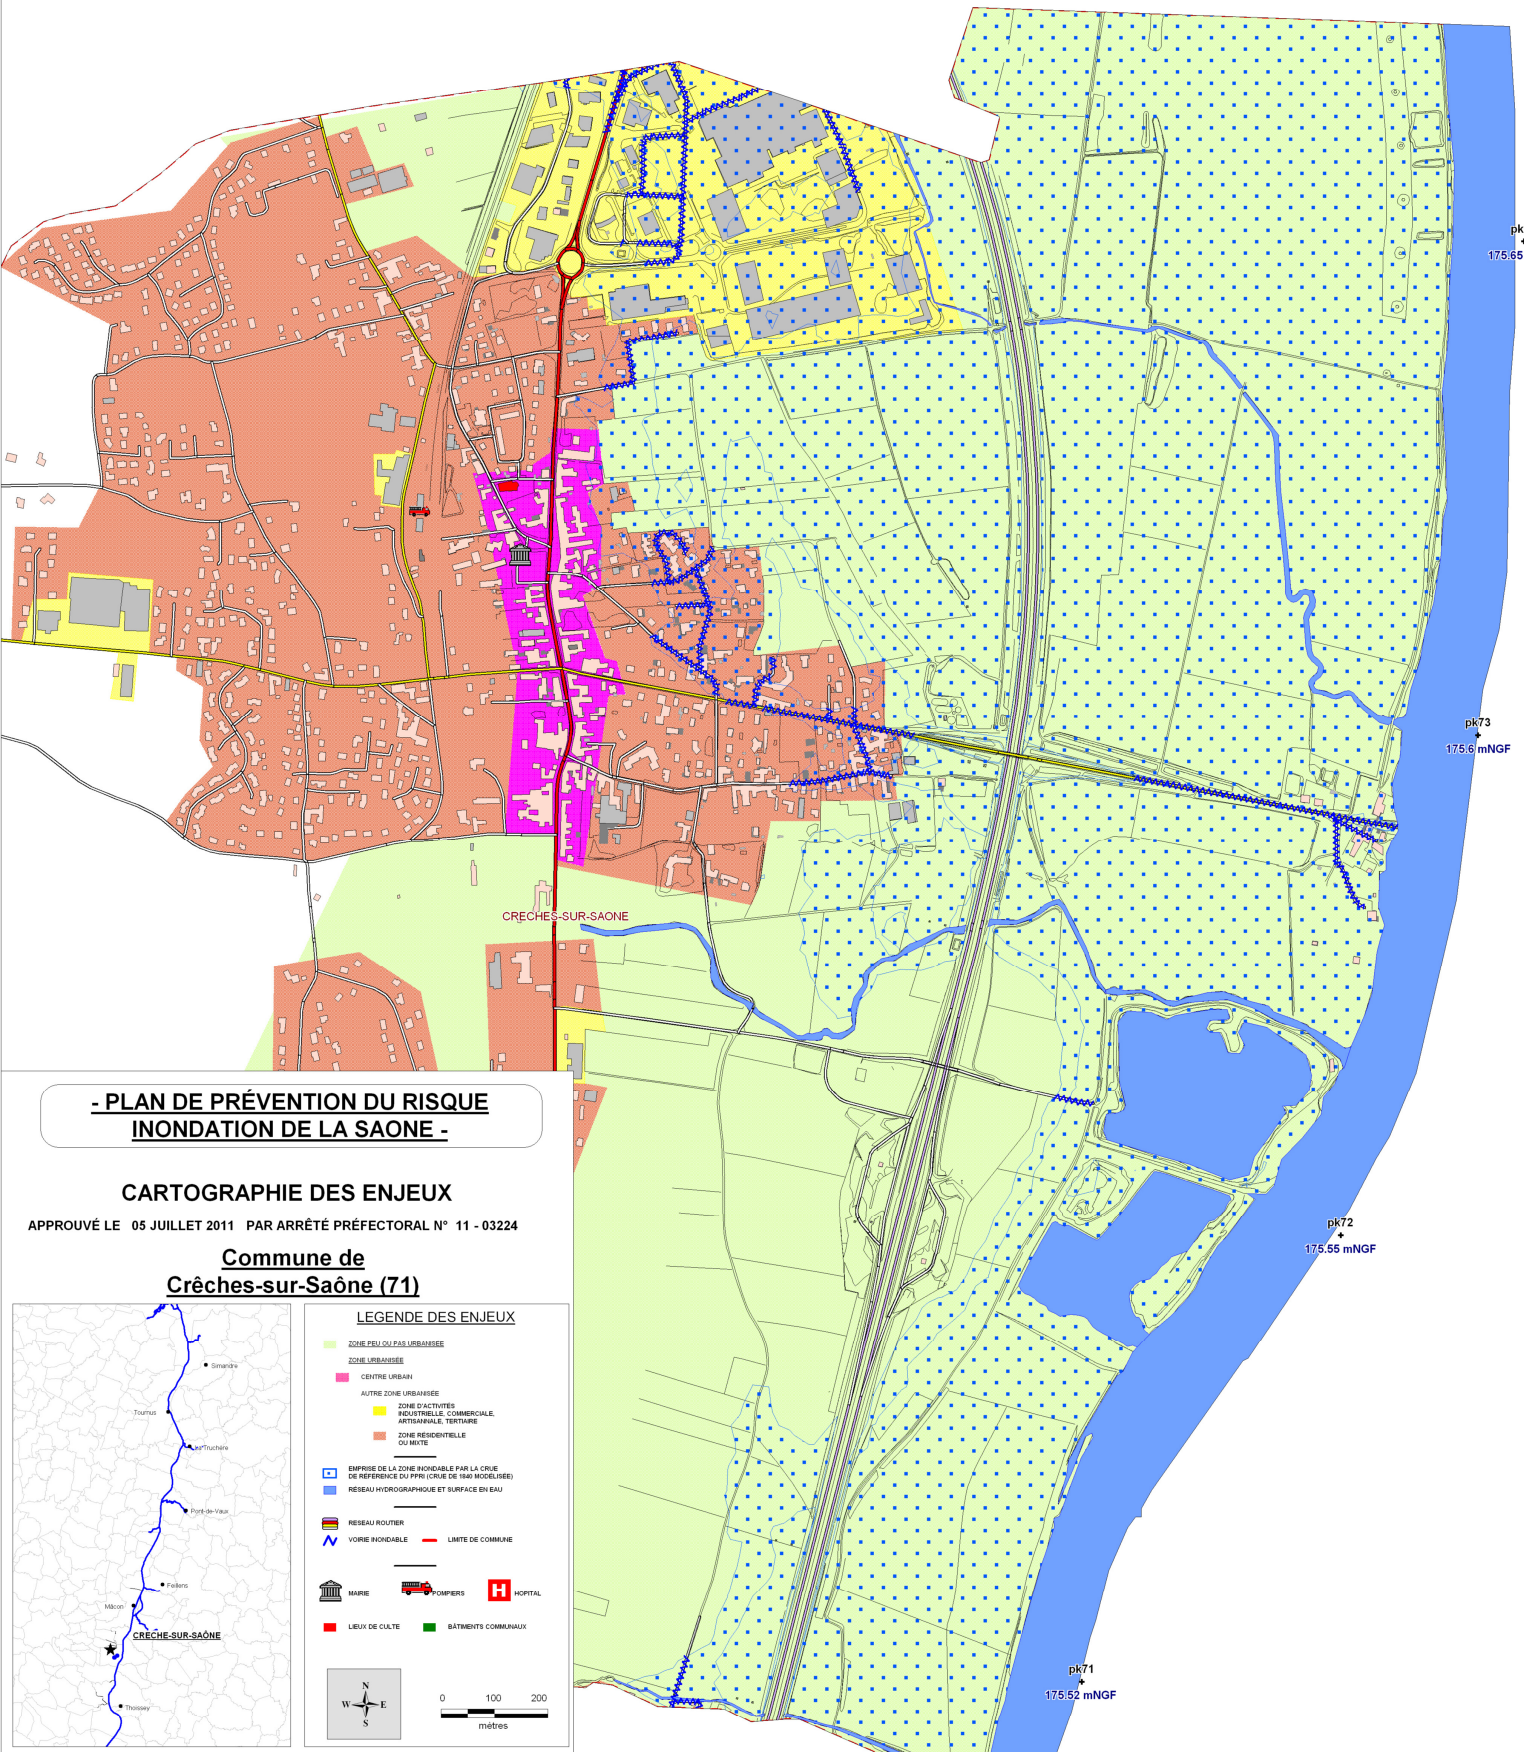 pk
175.65
pk73
175.6 mNGF
CRECHES-SUR-SAONE
pk72
175.55 mNGF
pk71
175.52 mNGF
- PLAN DE PRÉVENTION DU RISQUE
INONDATION DE LA SAONE -
CARTOGRAPHIE DES ENJEUX
APPROUVÉ LE 05 JUILLET 2011 PAR ARRÊTÉ PRÉFECTORAL N° 11 - 03224
Commune de
Crêches-sur-Saône (71)
Simandre
Tournus
Truchère
Pont-de-Vaux
Feillens
Mâcon
CRECHE-SUR-SAÔNE
Thoissey
LEGENDE DES ENJEUX
ZONE PEU OU PAS URBANISEE
ZONE URBANISÉE
CENTRE URBAIN
AUTRE ZONE URBANISÉE
ZONE D'ACTIVITÉS
INDUSTRIELLE, COMMERCIALE,
ARTISANNALE, TERTIAIRE
ZONE RÉSIDENTIELLE
OU MIXTE
EMPRISE DE LA ZONE INONDABLE PAR LA CRUE
DE RÉFÉRENCE DU PPRI (CRUE DE 1840 MODÉLISÉE)
RÉSEAU HYDROGRAPHIQUE ET SURFACE EN EAU
RESEAU ROUTIER
VOIRIE INONDABLE LIMITE DE COMMUNE
MAIRIE POMPIERS H HOPITAL
LIEUX DE CULTE BÂTIMENTS COMMUNAUX
N
W E
S
0 100 200
mètres